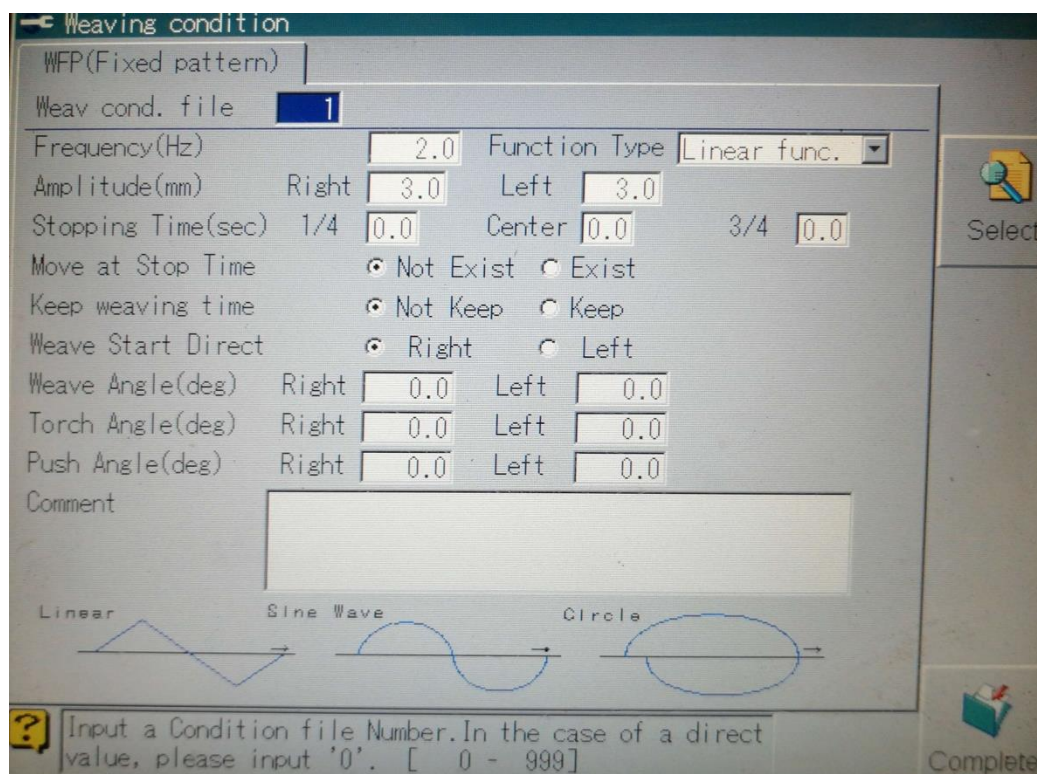 Weaving condition
WFP(Fixed pattern)
Weav cond. file 1
Frequency(Hz) 2.0 Function Type Linear func.
Amplitude(mm) Right 3.0 Left 3.0
Stopping Time(sec) 1/4 0.0 Center 0.0 3/4 0.0
Select
Move at Stop Time Not Exist Exist
Keep weaving time Not Keep Keep
Weave Start Direct Right Left
Weave Angle(deg) Right 0.0 Left 0.0
Torch Angle(deg) Right 0.0 Left 0.0
Push Angle(deg) Right 0.0 Left 0.0
Comment
Linear Sine Wave Circle
Input a Condition file Number.In the case of a direct
value, please input '0'. [ 0 - 999]
Complete